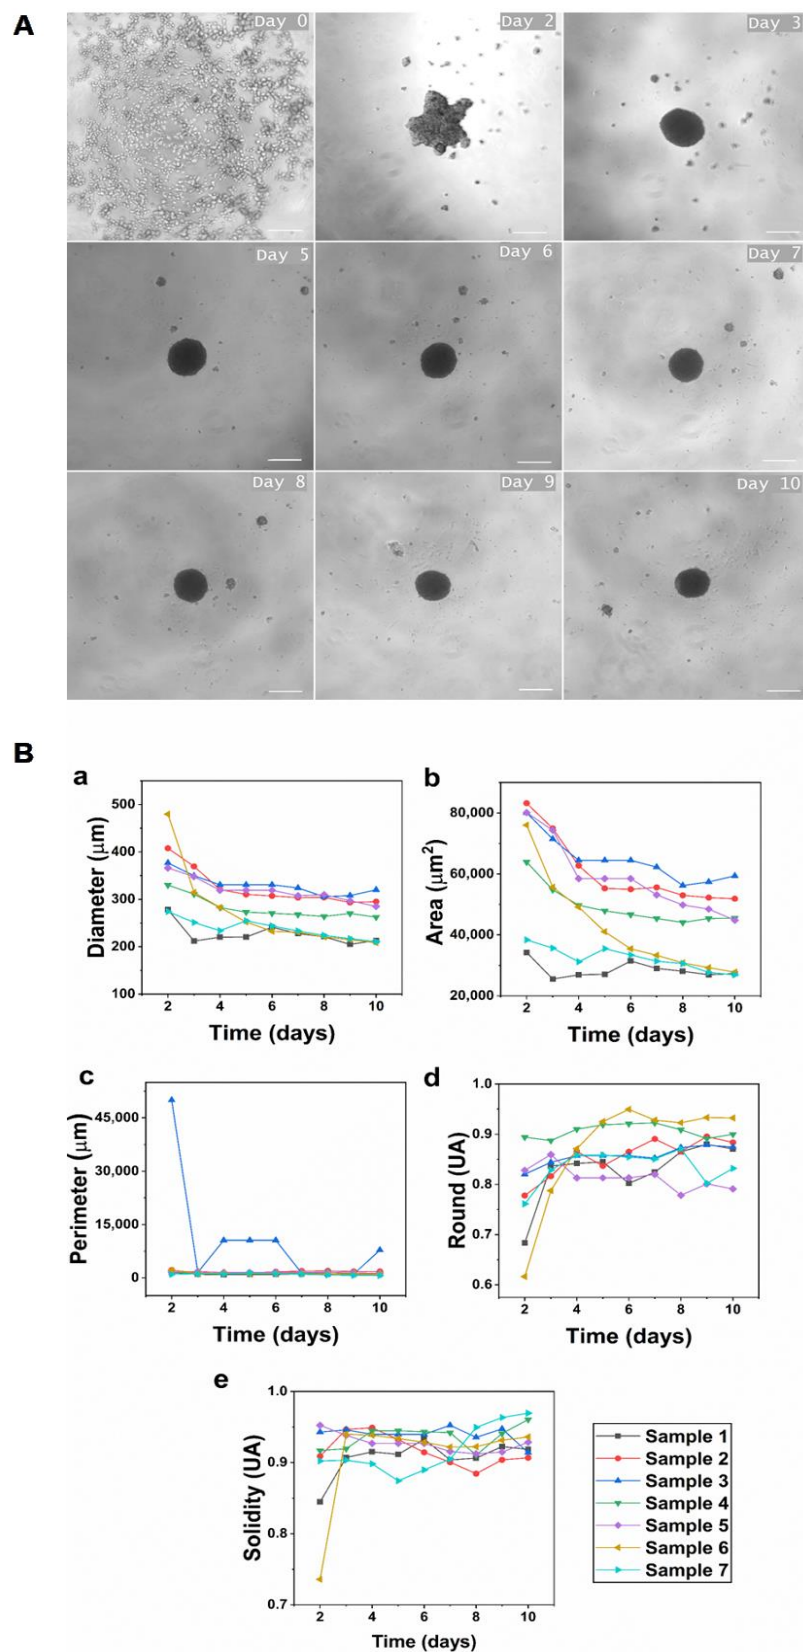 A
Day 0
Day 2
Day 3
Day 5
Day 6
Day 7
Day 8
Day 9
Day 10
B
a
500
400
300
200
100
Diameter (μm)
2 4 6 8 10
Time (days)
b
80,000
60,000
40,000
20,000
Area (μm²)
2 4 6 8 10
Time (days)
c
45,000
30,000
15,000
0
Perimeter (μm)
2 4 6 8 10
Time (days)
d
1.0
0.9
0.8
0.7
0.6
Round (UA)
2 4 6 8 10
Time (days)
e
1.0
0.9
0.8
0.7
Solidity (UA)
2 4 6 8 10
Time (days)
Sample 1
Sample 2
Sample 3
Sample 4
Sample 5
Sample 6
Sample 7